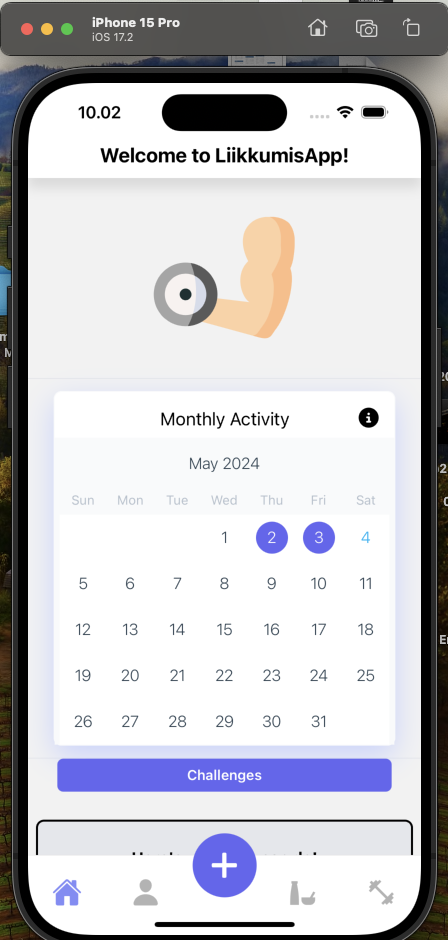 iPhone 15 Pro
iOS 17.2
10.02
Welcome to LiikkumisApp!
Monthly Activity
May 2024
Sun Mon Tue Wed Thu Fri Sat
1 2 3 4
5 6 7 8 9 10 11
12 13 14 15 16 17 18
19 20 21 22 23 24 25
26 27 28 29 30 31
Challenges